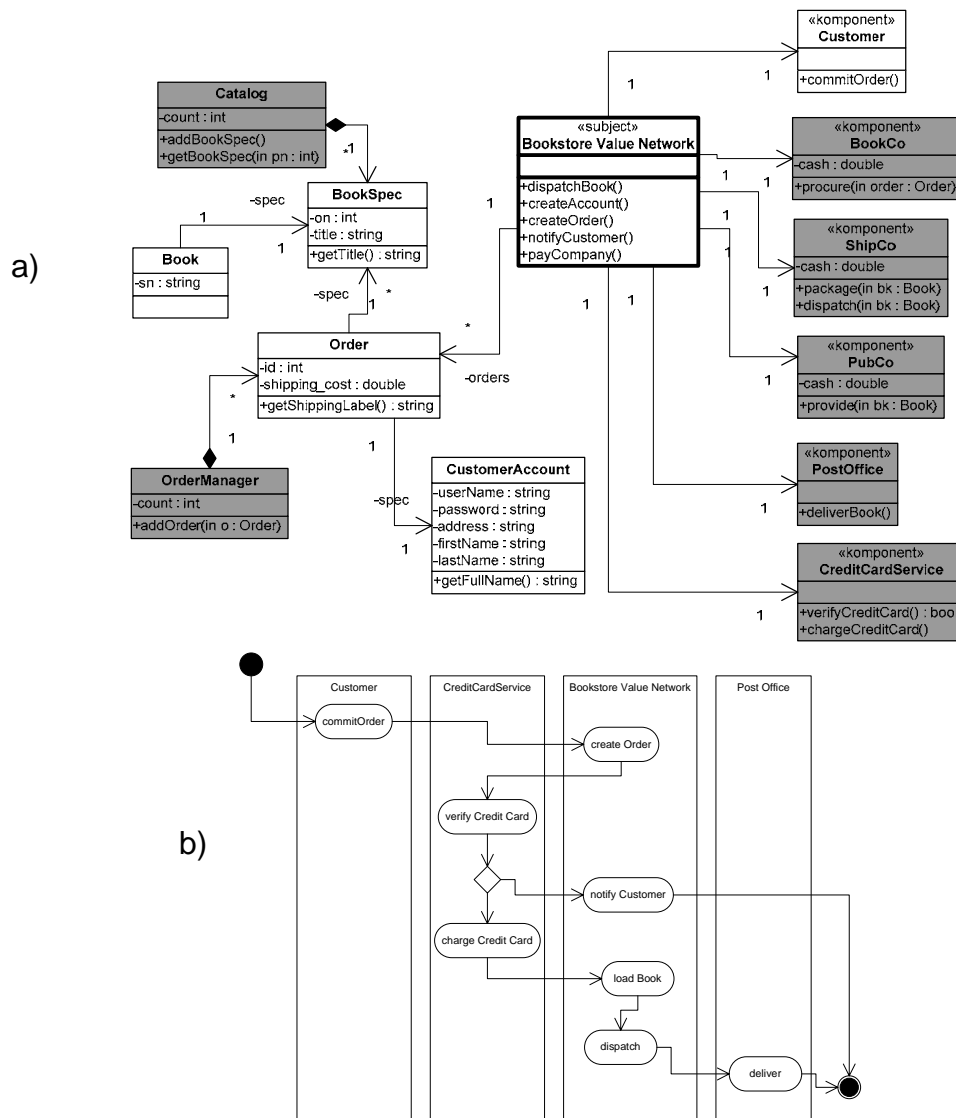 a)
Catalog
-count : int
+addBookSpec()
+getBookSpec(in pn : int)
1
*
BookSpec
-on : int
-title : string
+getTitle() : string
-spec
1
1
Book
-sn : string
-spec
1
*
Order
-id : int
-shipping_cost : double
+getShippingLabel() : string
*
1
OrderManager
-count : int
+addOrder(in o : Order)
1
-spec
1
CustomerAccount
-userName : string
-password : string
-address : string
-firstName : string
-lastName : string
+getFullName() : string
«subject»
Bookstore Value Network
+dispatchBook()
+createAccount()
+createOrder()
+notifyCustomer()
+payCompany()
1
*
-orders
1
1
«komponent»
Customer
+commitOrder()
1
1
«komponent»
BookCo
-cash : double
+procure(in order : Order)
1
1
«komponent»
ShipCo
-cash : double
+package(in bk : Book)
+dispatch(in bk : Book)
1
1
«komponent»
PubCo
-cash : double
+provide(in bk : Book)
1
1
«komponent»
PostOffice
+deliverBook()
1
1
«komponent»
CreditCardService
+verifyCreditCard() : boo
+chargeCreditCard()
b)
Customer
CreditCardService
Bookstore Value Network
Post Office
commitOrder
create Order
verify Credit Card
notify Customer
charge Credit Card
load Book
dispatch
deliver